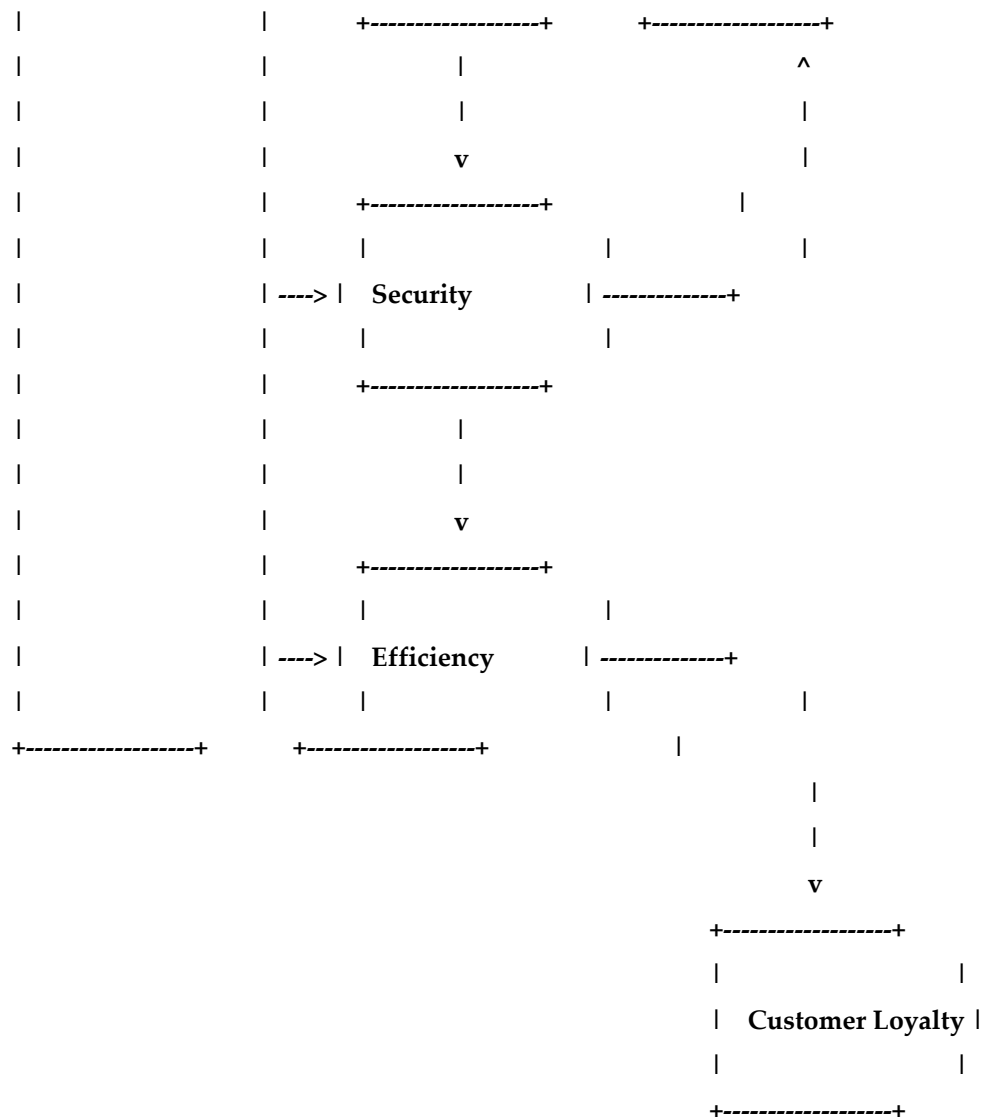 |                                  |            +-------------------+            +-------------------+
|                                  |                          |                                               ^
|                                  |                          |                                               |
|                                  |                          v                                               |
|                                  |            +-------------------+                          |
|                                  |            |                                  |                          |
|                                  | ----> |    Security                | --------------+
|                                  |            |                                  |
|                                  |            +-------------------+
|                                  |                          |
|                                  |                          |
|                                  |                          v
|                                  |            +-------------------+
|                                  |            |                                  |
|                                  | ----> |    Efficiency             | --------------+
|                                  |            |                                  |                          |
+-------------------+            +-------------------+                          |
|
|
v
+-------------------+
|                                  |
|    Customer Loyalty |
|                                  |
+-------------------+